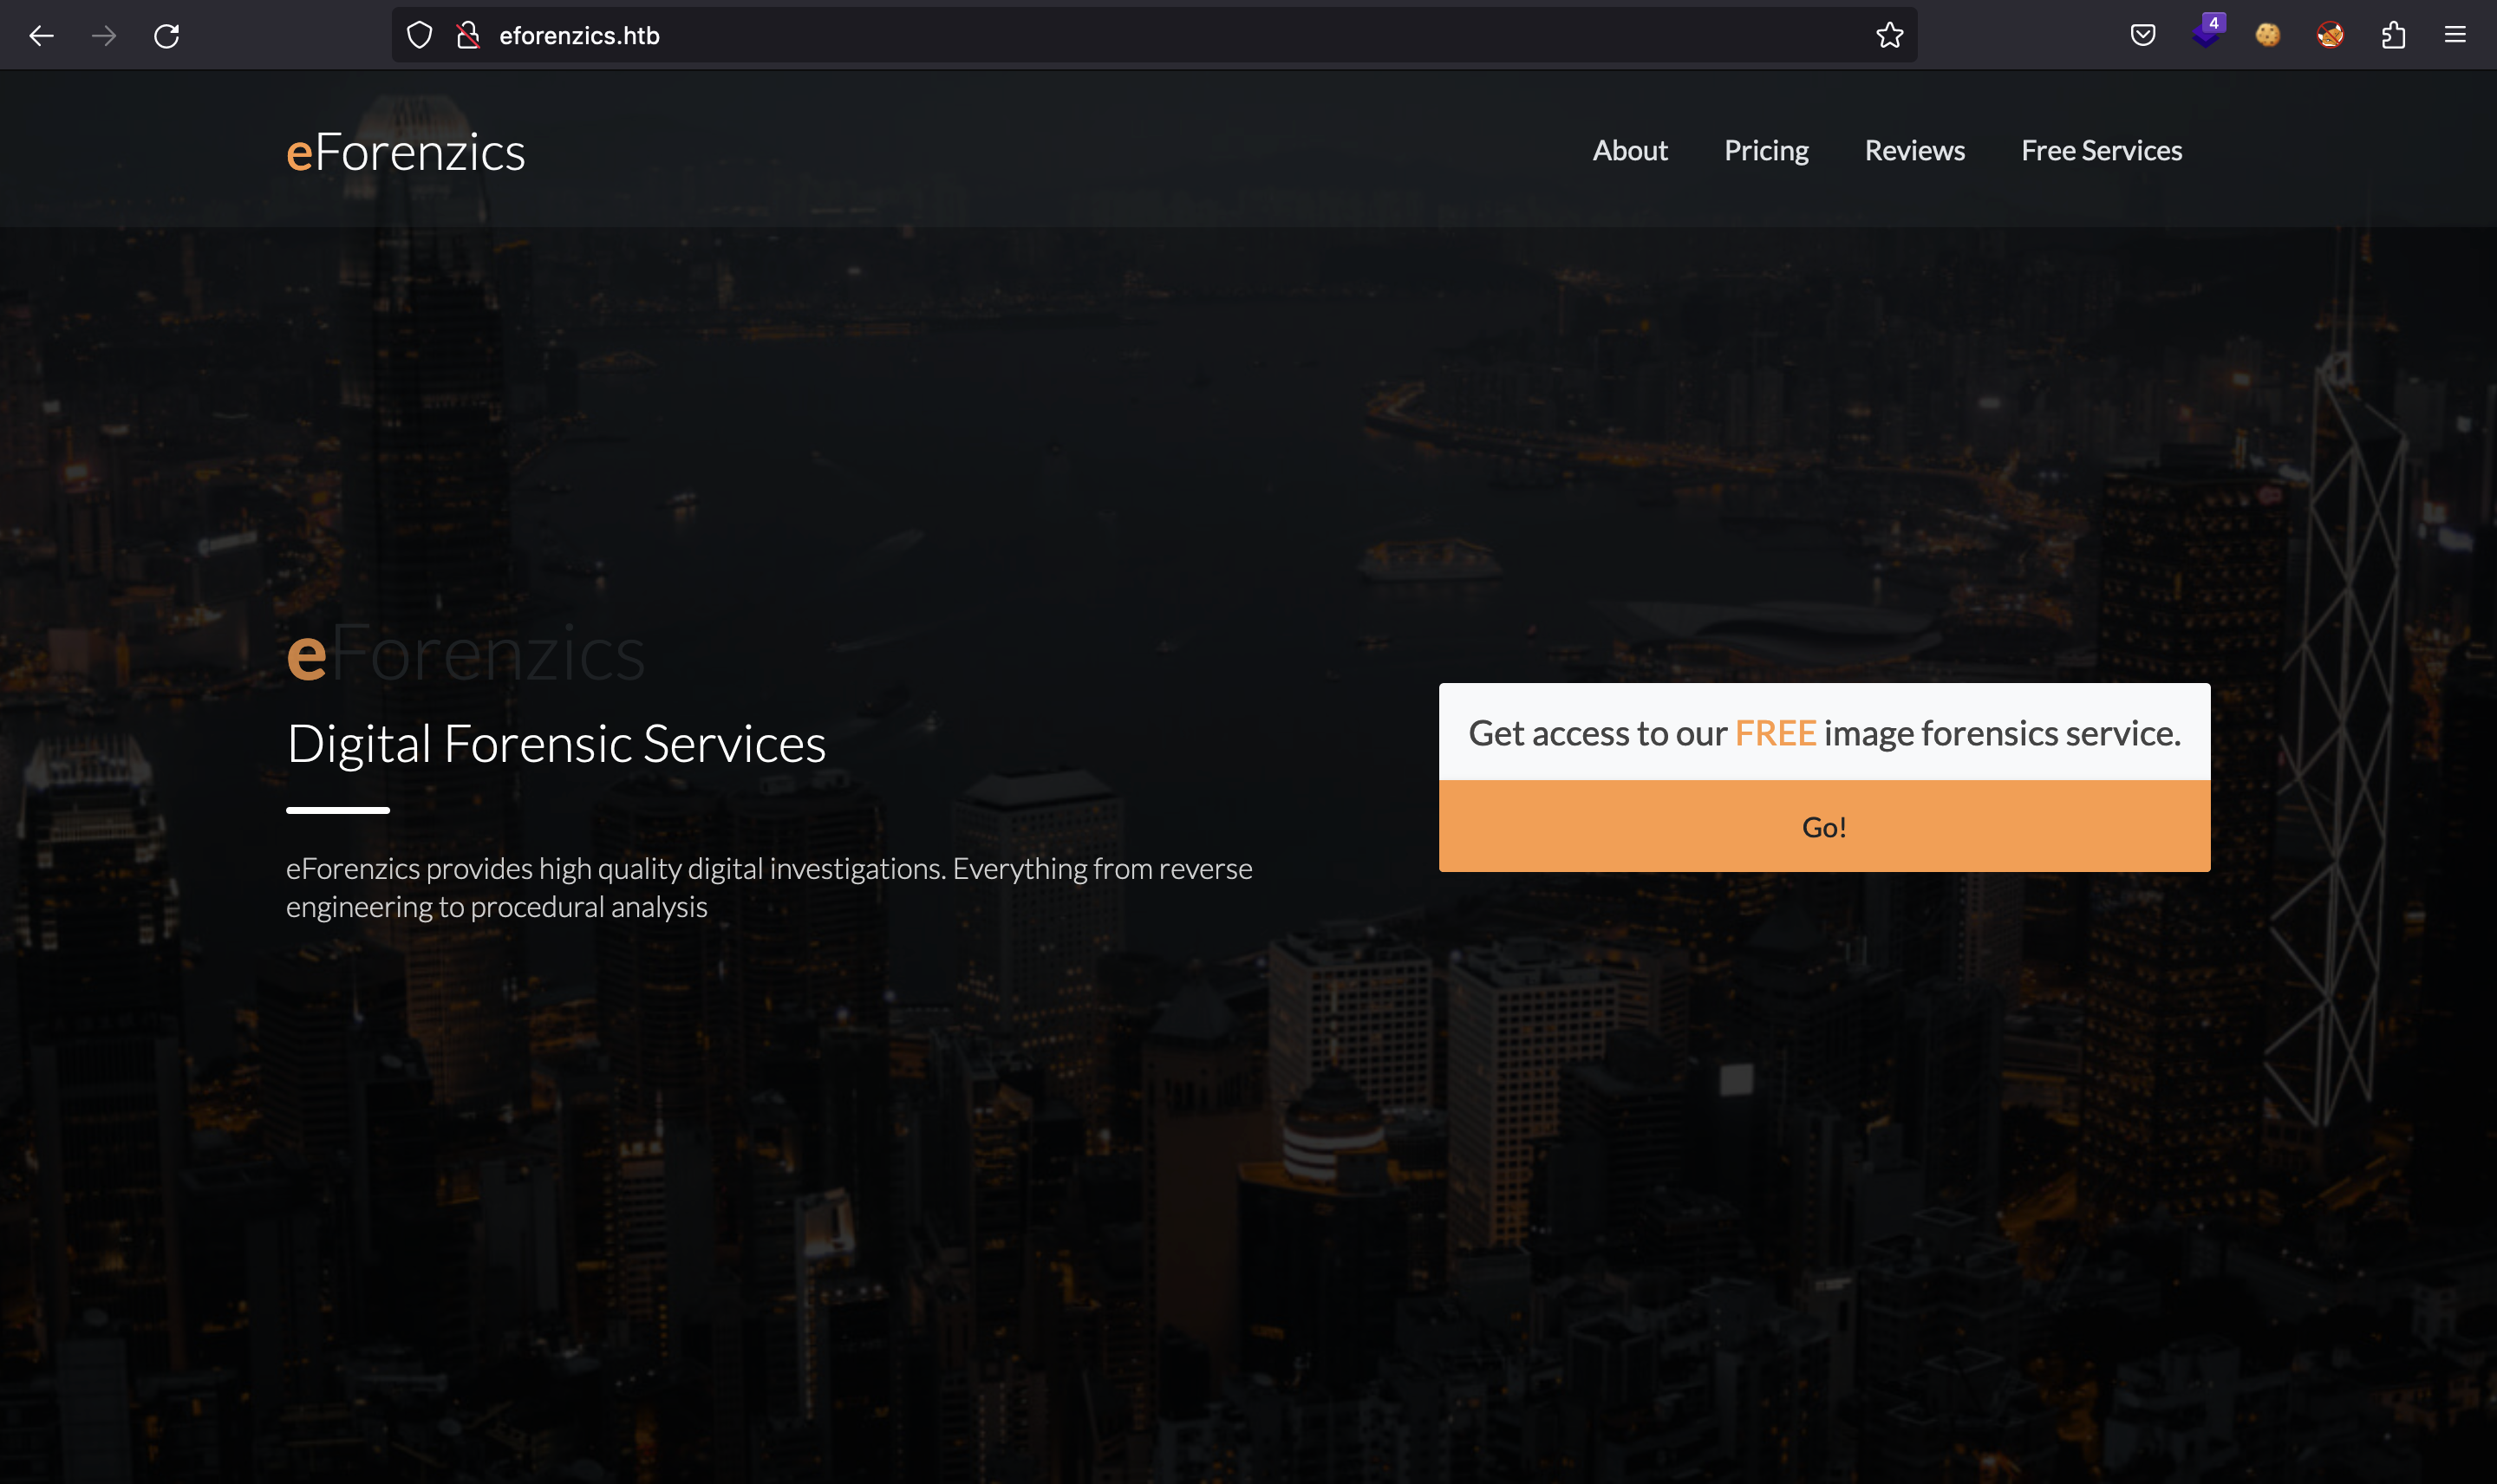 4
eforenzics.htb
eForenzics
About Pricing Reviews Free Services
eForenzics
Digital Forensic Services
eForenzics provides high quality digital investigations. Everything from reverse
engineering to procedural analysis
Get access to our FREE image forensics service.
Go!